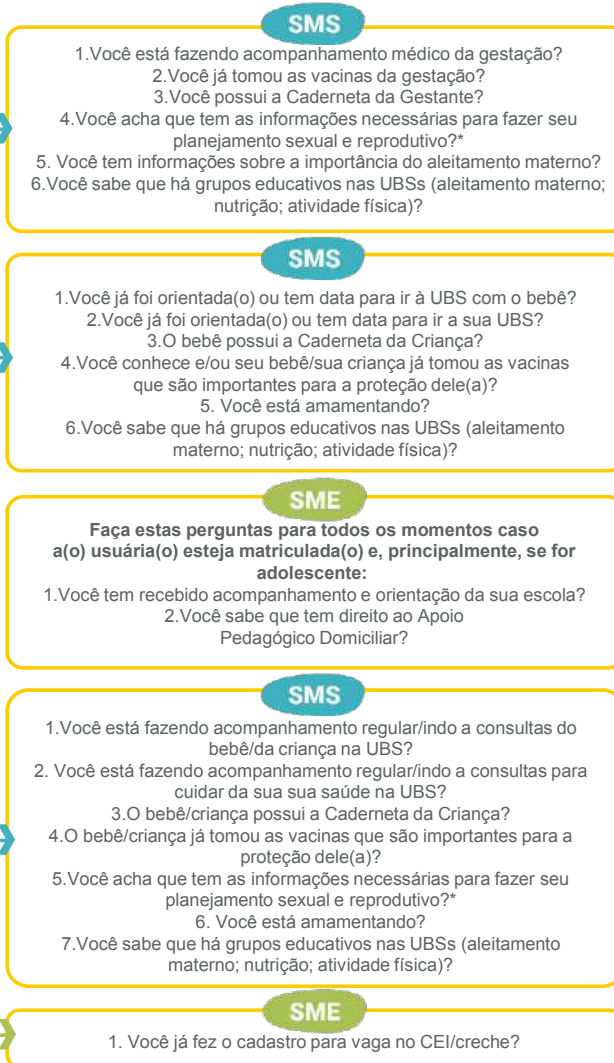 SMS
1.Você está fazendo acompanhamento médico da gestação?
2.Você já tomou as vacinas da gestação?
3.Você possui a Caderneta da Gestante?
4.Você acha que tem as informações necessárias para fazer seu
planejamento sexual e reprodutivo?*
5. Você tem informações sobre a importância do aleitamento materno?
6.Você sabe que há grupos educativos nas UBSs (aleitamento materno;
nutrição; atividade física)?
SMS
1.Você já foi orientada(o) ou tem data para ir à UBS com o bebê?
2.Você já foi orientada(o) ou tem data para ir a sua UBS?
3.O bebê possui a Caderneta da Criança?
4.Você conhece e/ou seu bebê/sua criança já tomou as vacinas
que são importantes para a proteção dele(a)?
5. Você está amamentando?
6.Você sabe que há grupos educativos nas UBSs (aleitamento
materno; nutrição; atividade física)?
SME
Faça estas perguntas para todos os momentos caso
a(o) usuária(o) esteja matriculada(o) e, principalmente, se for
adolescente:
1.Você tem recebido acompanhamento e orientação da sua escola?
2.Você sabe que tem direito ao Apoio
Pedagógico Domiciliar?
SMS
1.Você está fazendo acompanhamento regular/indo a consultas do
bebê/da criança na UBS?
2. Você está fazendo acompanhamento regular/indo a consultas para
cuidar da sua sua saúde na UBS?
3.O bebê/criança possui a Caderneta da Criança?
4.O bebê/criança já tomou as vacinas que são importantes para a
proteção dele(a)?
5.Você acha que tem as informações necessárias para fazer seu
planejamento sexual e reprodutivo?*
6. Você está amamentando?
7.Você sabe que há grupos educativos nas UBSs (aleitamento
materno; nutrição; atividade física)?
SME
1. Você já fez o cadastro para vaga no CEI/creche?